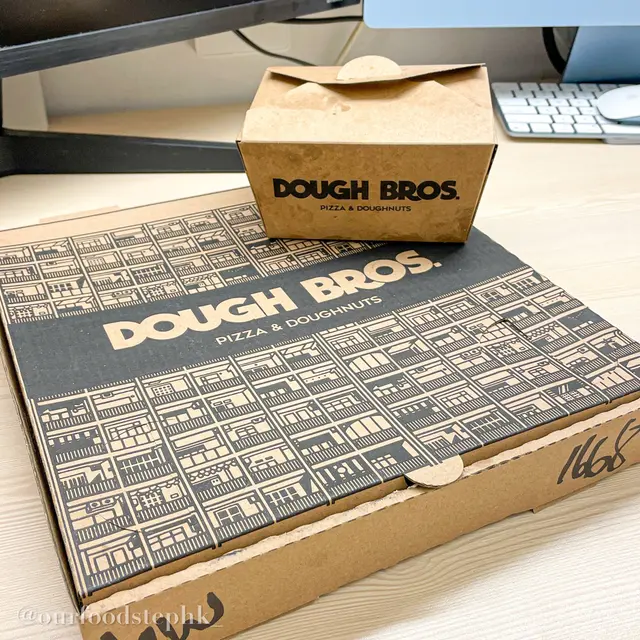 DOUGH BROS.
PIZZA & DOUGHNUTS
DOUGH BROS.
PIZZA & DOUGHNUTS
1668
@ourfoodstephk